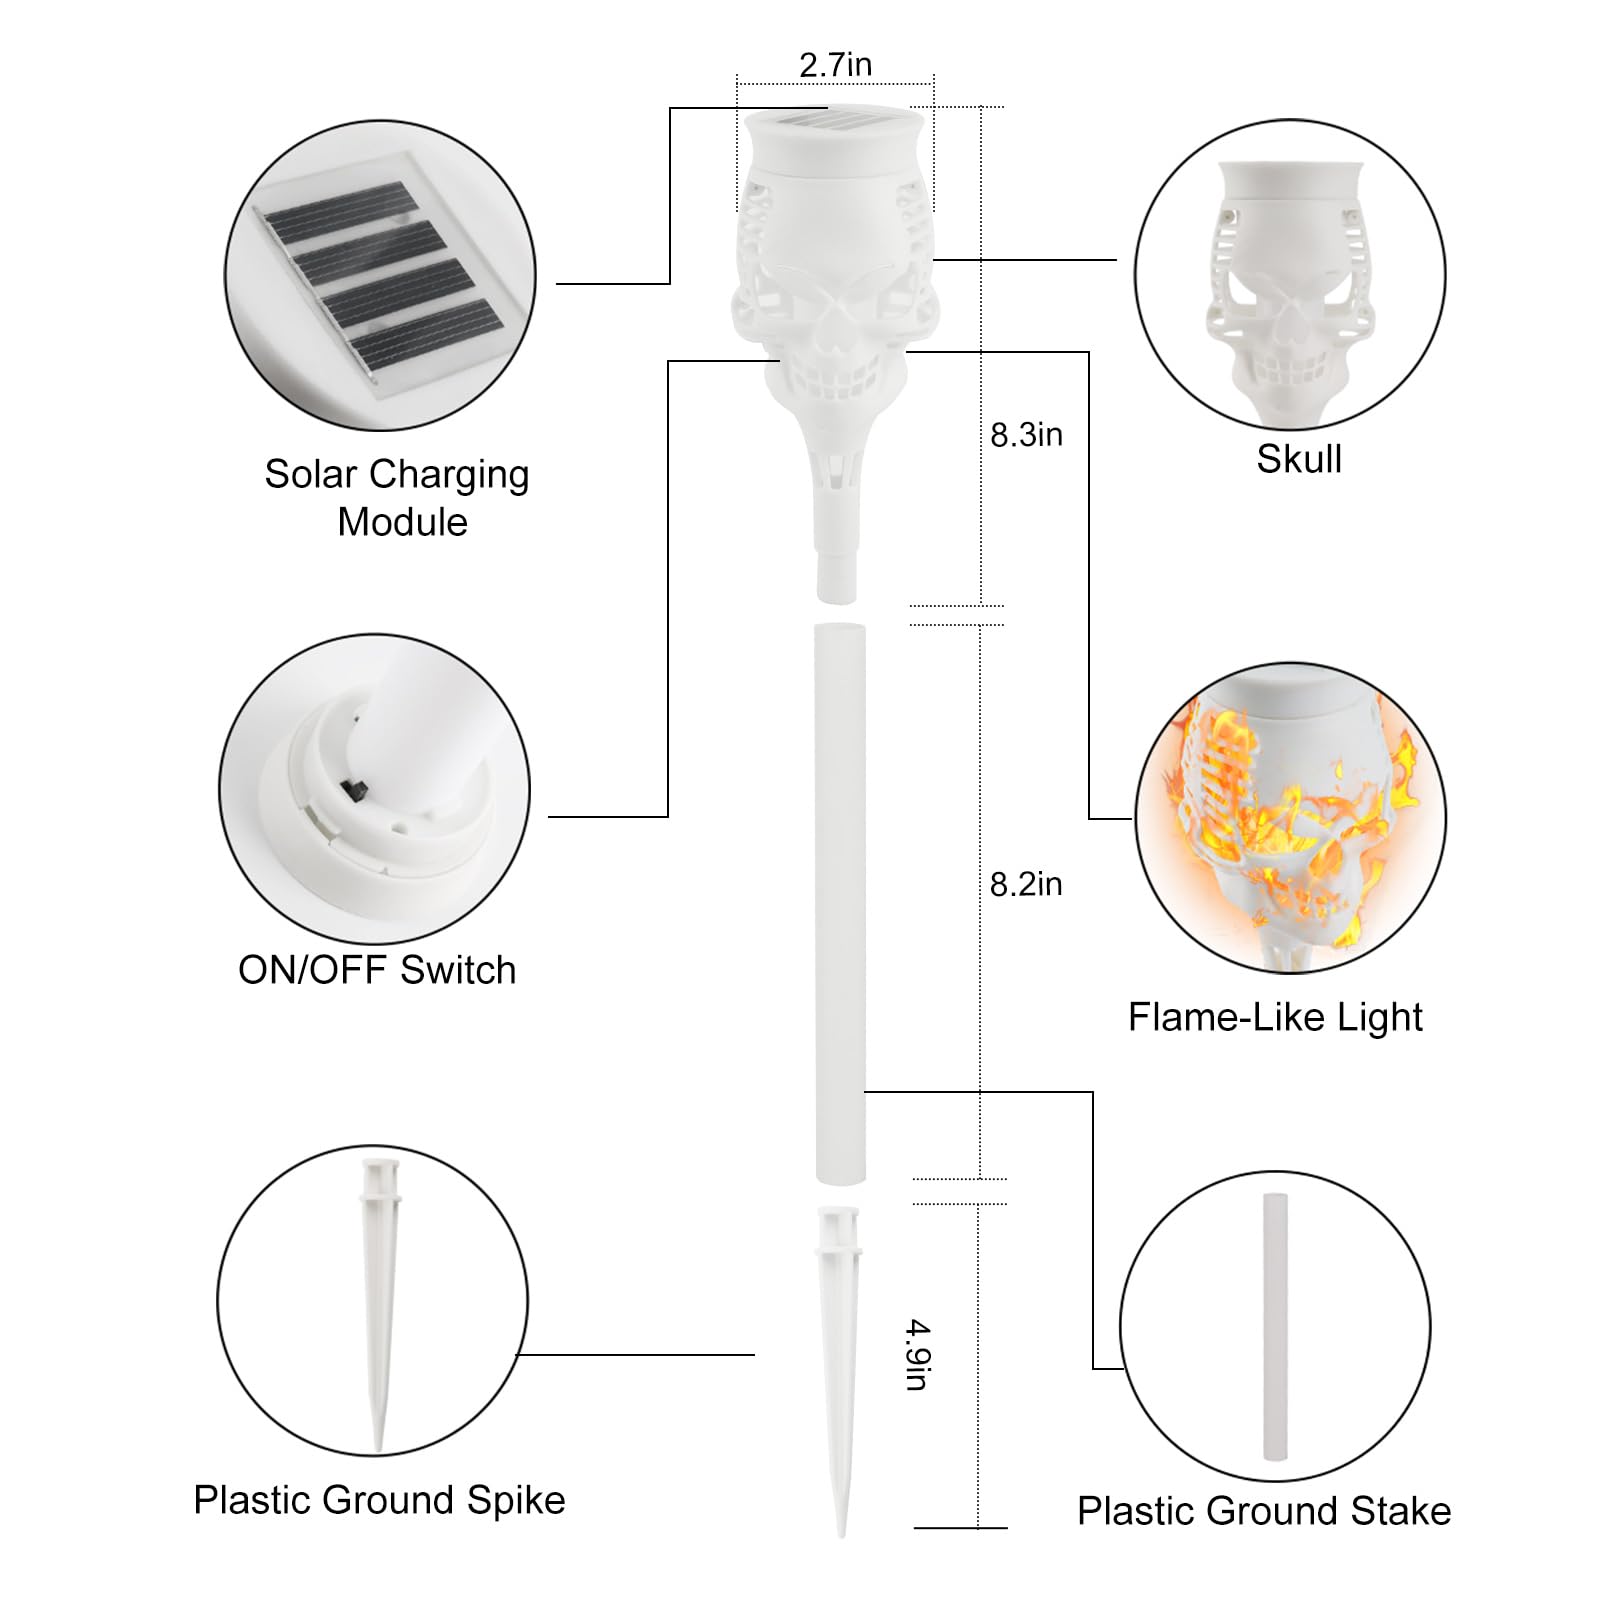 2.7in
Solar Charging
Module
8.3in
Skull
ON/OFF Switch
8.2in
Flame-Like Light
4.9in
Plastic Ground Spike
Plastic Ground Stake